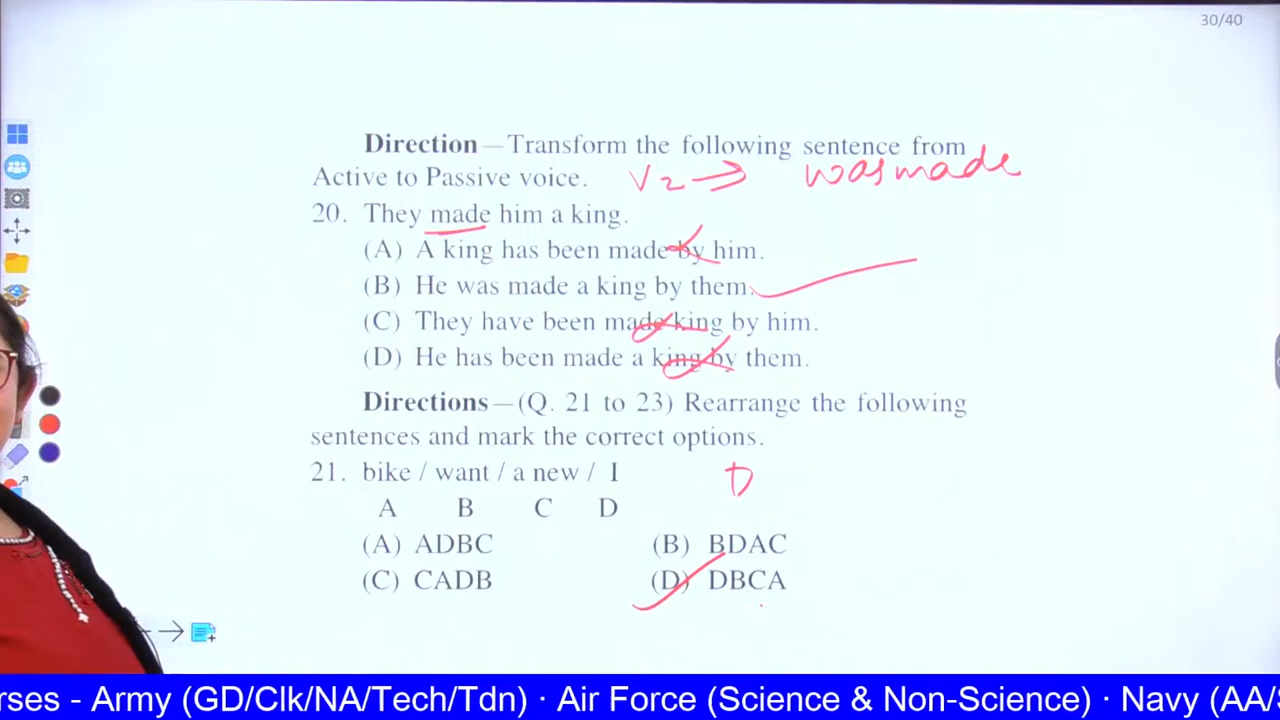 30/40
Direction—Transform the following sentence from
Active to Passive voice. V2 → was made
20. They made him a king.
(A) A king has been made by him.
(B) He was made a king by them.
(C) They have been made king by him.
(D) He has been made a king by them.
Directions—(Q. 21 to 23) Rearrange the following
sentences and mark the correct options.
21. bike / want / a new / I D
A B C D
(A) ADBC (B) BDAC
(C) CADB (D) DBCA
rses - Army (GD/Clk/NA/Tech/Tdn) · Air Force (Science & Non-Science) · Navy (AA/S